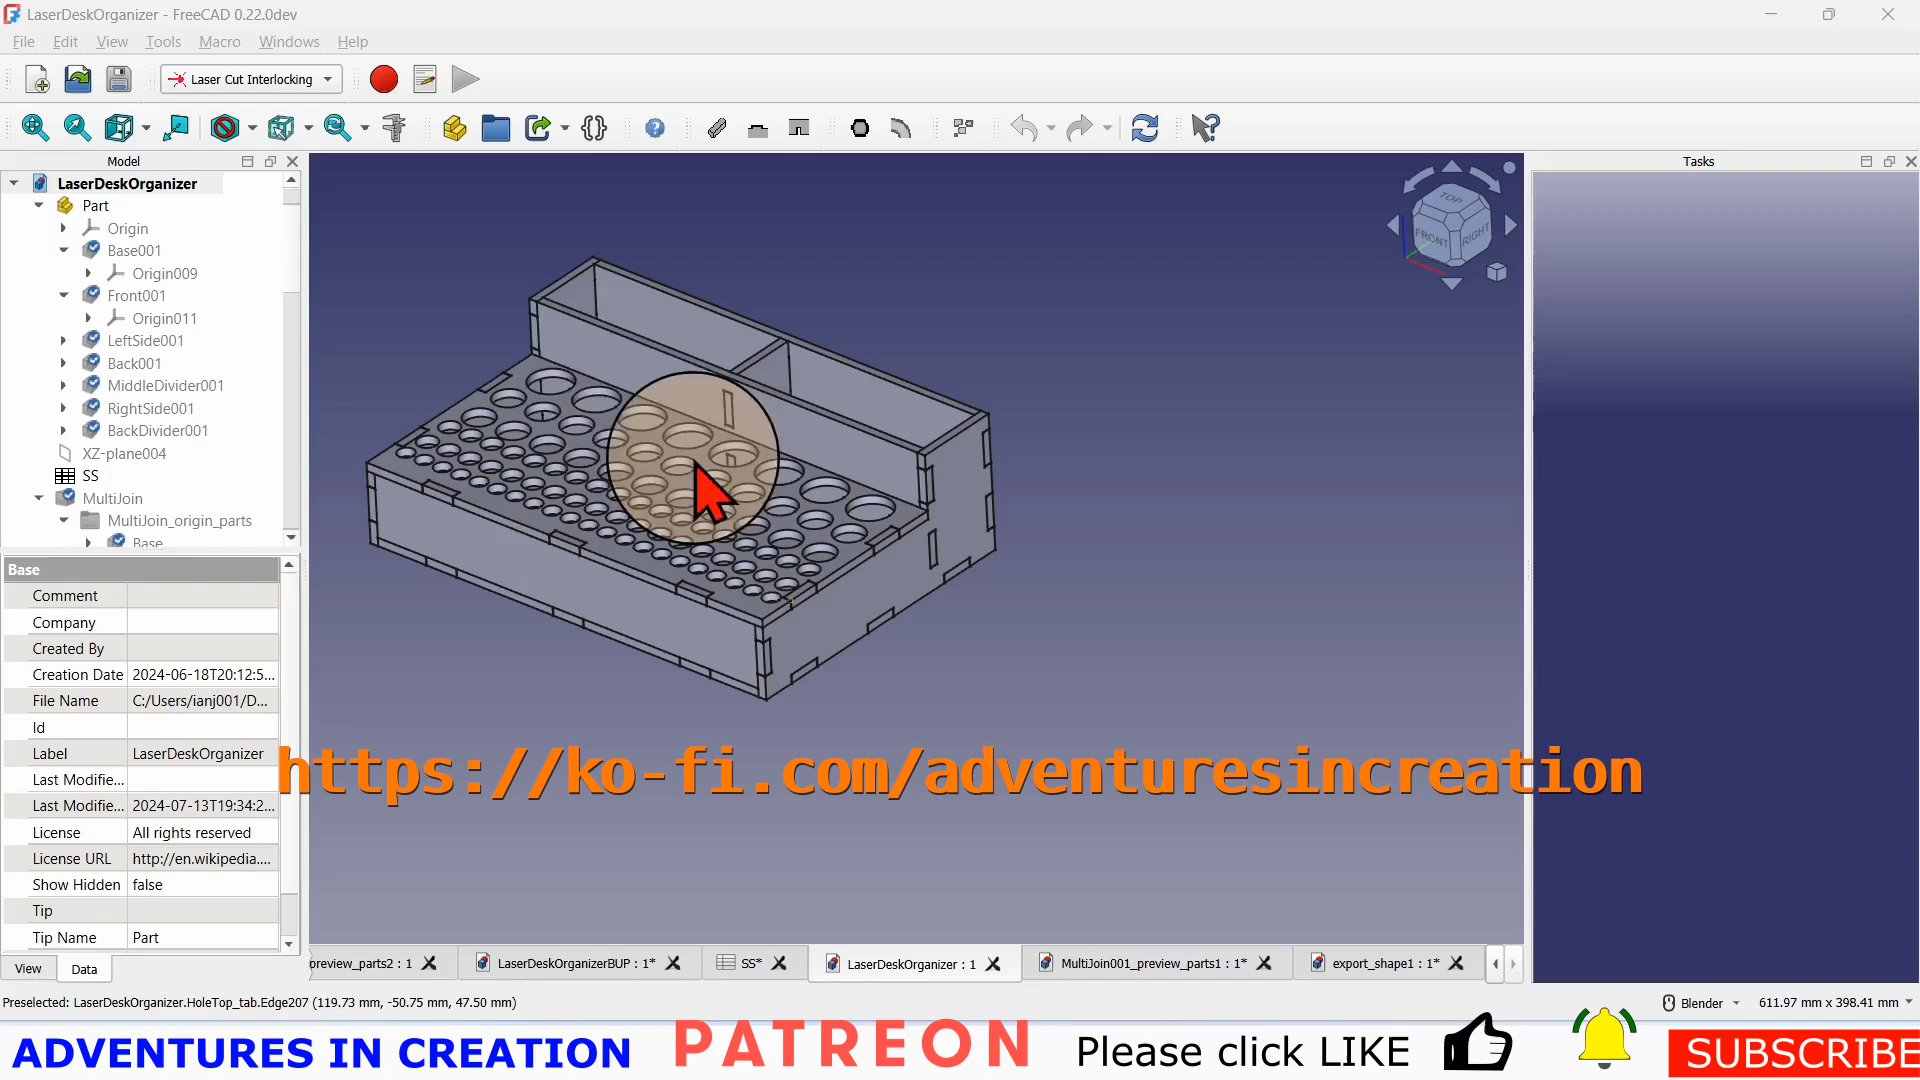 LaserDeskOrganizer - FreeCAD 0.22.0dev
File Edit View Tools Macro Windows Help
Laser Cut Interlocking
Model
Tasks
LaserDeskOrganizer
Part
Origin
Base001
Origin009
Front001
Origin011
LeftSide001
Back001
MiddleDivider001
RightSide001
BackDivider001
XZ-plane004
SS
MultiJoin
MultiJoin_origin_parts
Base
TOP
FRONT
RIGHT
Base
Comment
Company
Created By
Creation Date 2024-06-18T20:12:5...
File Name C:/Users/ianj001/D...
Id
Label LaserDeskOrganizer
Last Modifie...
Last Modifie... 2024-07-13T19:34:2...
License All rights reserved
License URL http://en.wikipedia....
Show Hidden false
Tip
Tip Name Part
View Data
https://ko-fi.com/adventuresincreation
preview_parts2 : 1
LaserDeskOrganizerBUP : 1*
SS*
LaserDeskOrganizer : 1
MultiJoin001_preview_parts1 : 1*
export_shape1 : 1*
Preselected: LaserDeskOrganizer.HoleTop_tab.Edge207 (119.73 mm, -50.75 mm, 47.50 mm)
Blender
611.97 mm x 398.41 mm
ADVENTURES IN CREATION
PATREON
Please click LIKE
SUBSCRIBE